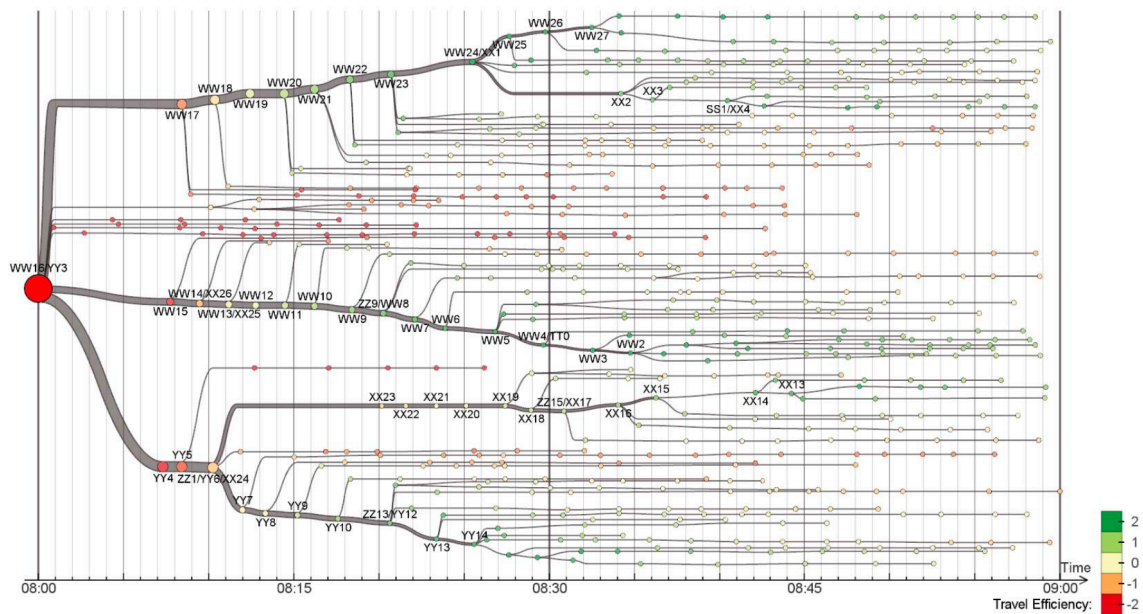 WW26
WW25
WW27
WW24/XX1
WW22
WW23
WW20
WW21
WW18
WW19
WW17
XX3
XX2
SS1/XX4
WW16/YY3
WW14/XX26
WW12
WW10
ZZ9/WW8
WW15
WW13/XX25
WW11
WW9
WW7
WW6
WW5
WW4/TT0
WW3
WW2
XX23
XX22
XX21
XX20
XX19
XX18
ZZ15/XX17
XX16
XX15
XX14
XX13
YY5
YY4
ZZ1/YY6/XX24
YY7
YY8
YY9
YY10
ZZ13/YY12
YY13
YY14
Time
08:00
08:15
08:30
08:45
09:00
Travel Efficiency:
2
1
0
-1
-2